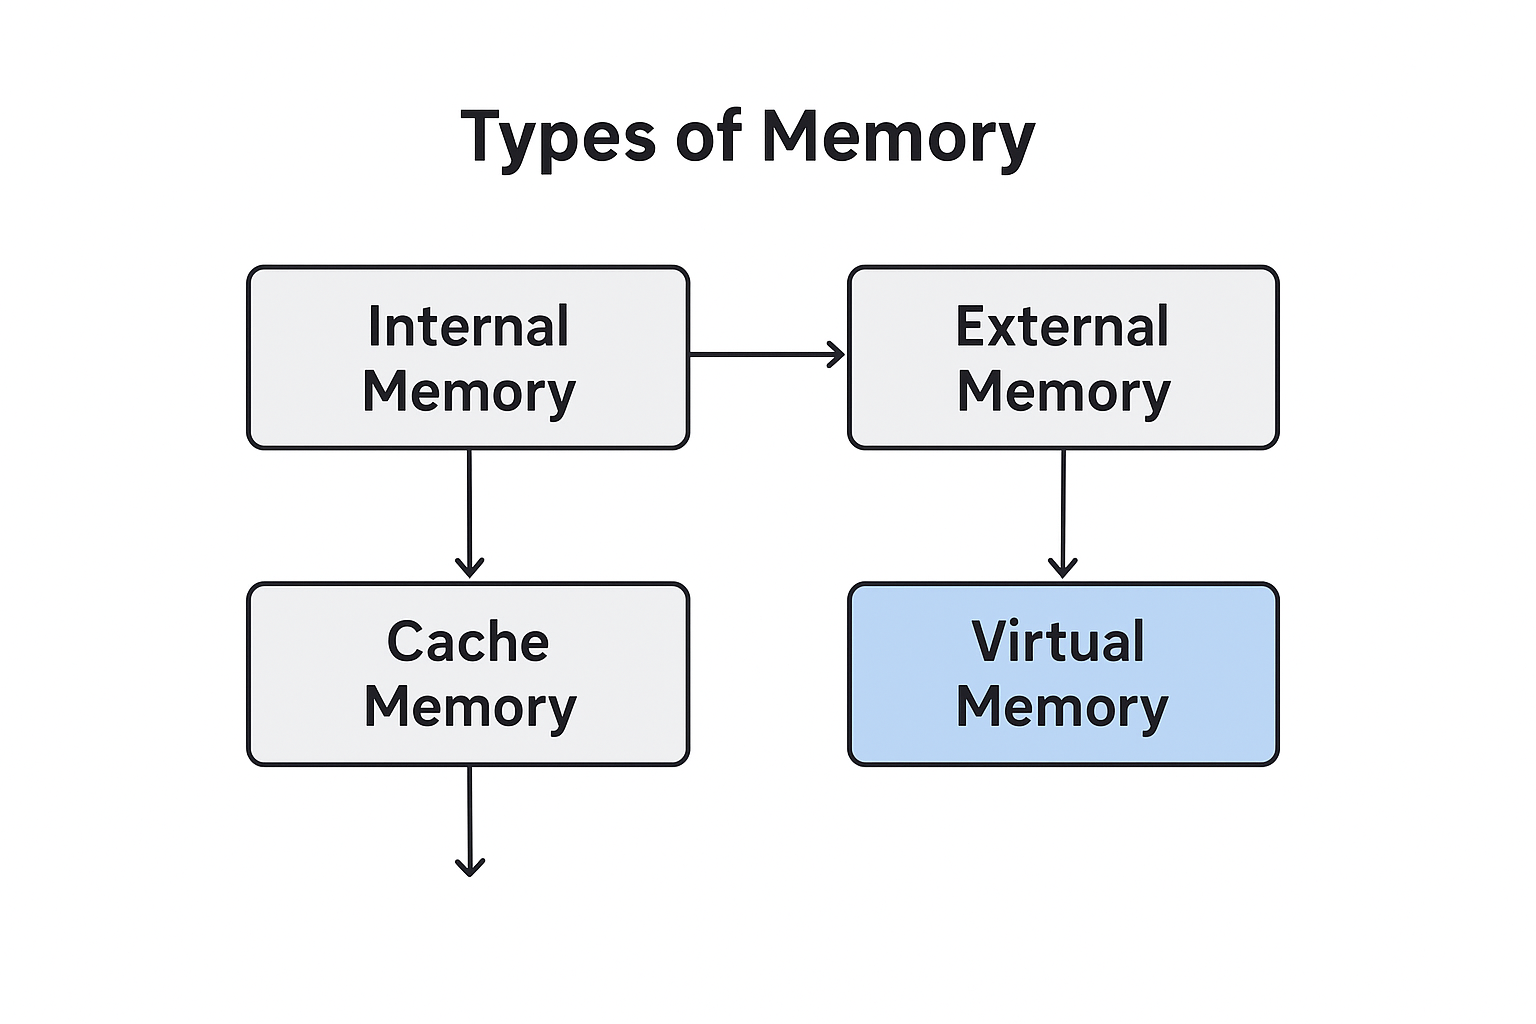 Types of Memory
Internal
Memory
External
Memory
Cache
Memory
Virtual
Memory